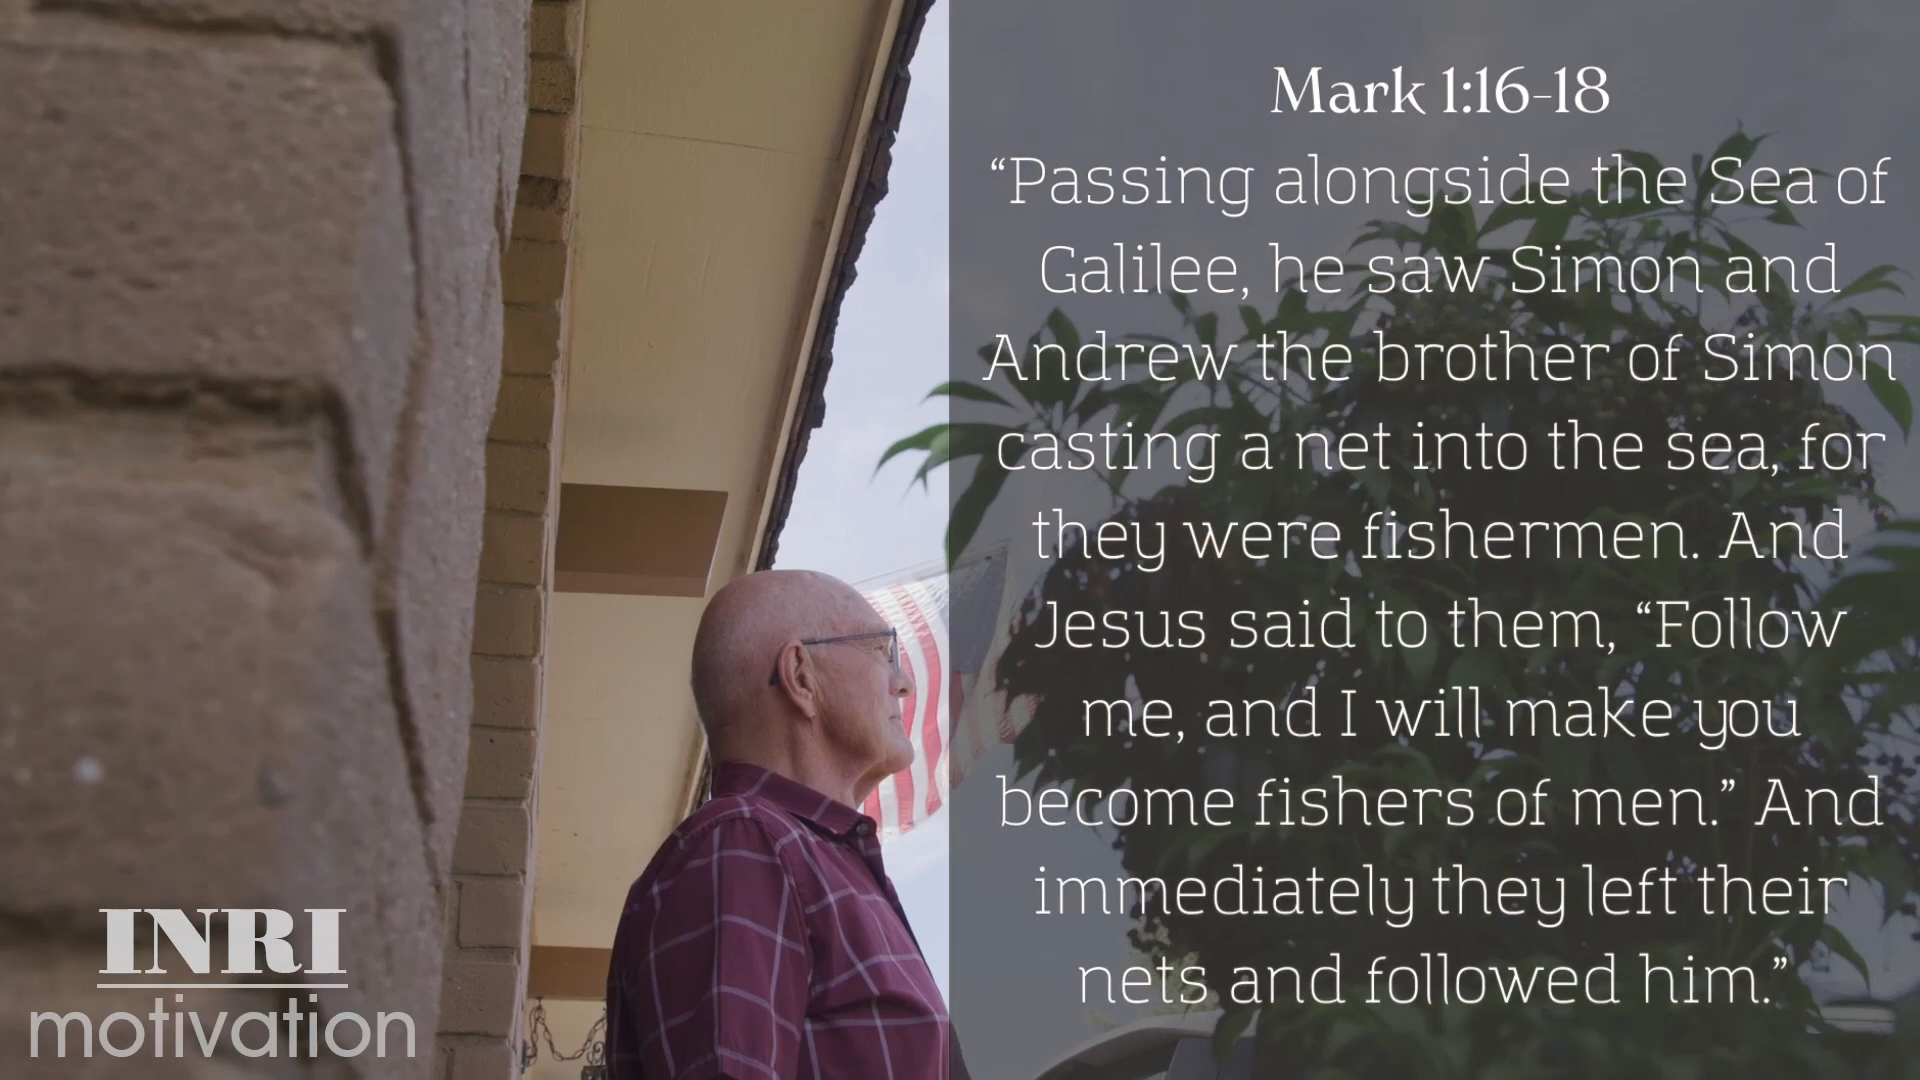 Mark 1:16-18
“Passing alongside the Sea of
Galilee, he saw Simon and
Andrew the brother of Simon
casting a net into the sea, for
they were fishermen. And
Jesus said to them, “Follow
me, and I will make you
become fishers of men.” And
immediately they left their
nets and followed him.”
INRI
motivation